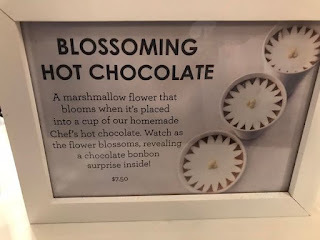 BLOSSOMING
HOT CHOCOLATE
A marshmallow flower that
blooms when it's placed
into a cup of our homemade
Chef's hot chocolate. Watch as
the flower blossoms, revealing
a chocolate bonbon
surprise inside!
$7.50